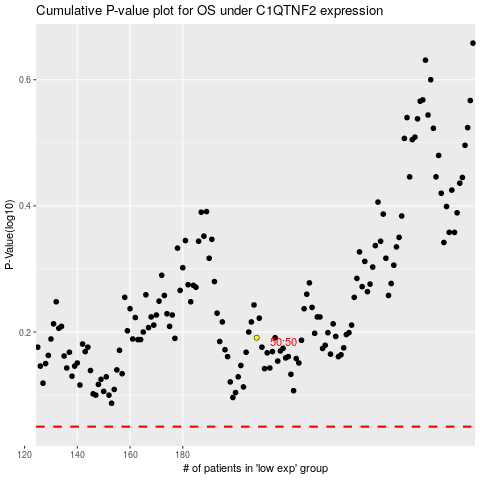 Cumulative P-value plot for OS under C1QTNF2 expression
P-Value(log10)
0.6
0.4
0.2
50:50
120 140 160 180
# of patients in 'low exp' group